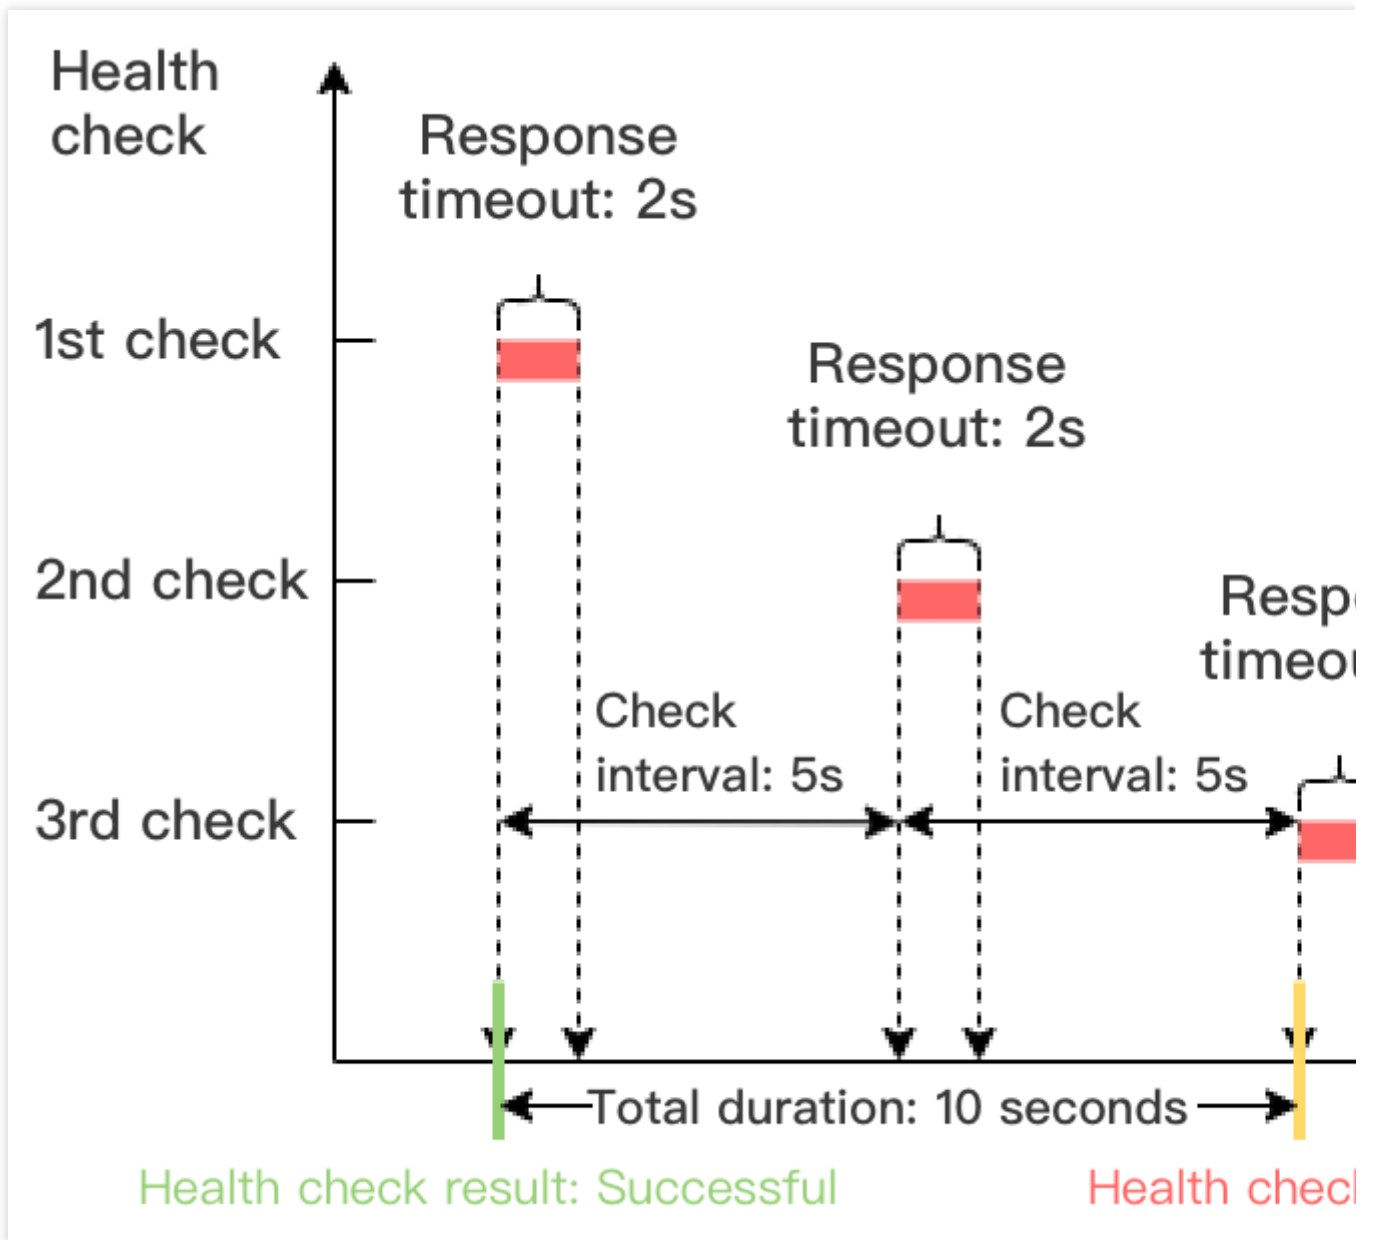 Health
check
Response
timeout: 2s
1st check
Response
timeout: 2s
2nd check
Check
interval: 5s
Check
interval: 5s
3rd check
Total duration: 10 seconds
Health check result: Successful
Health